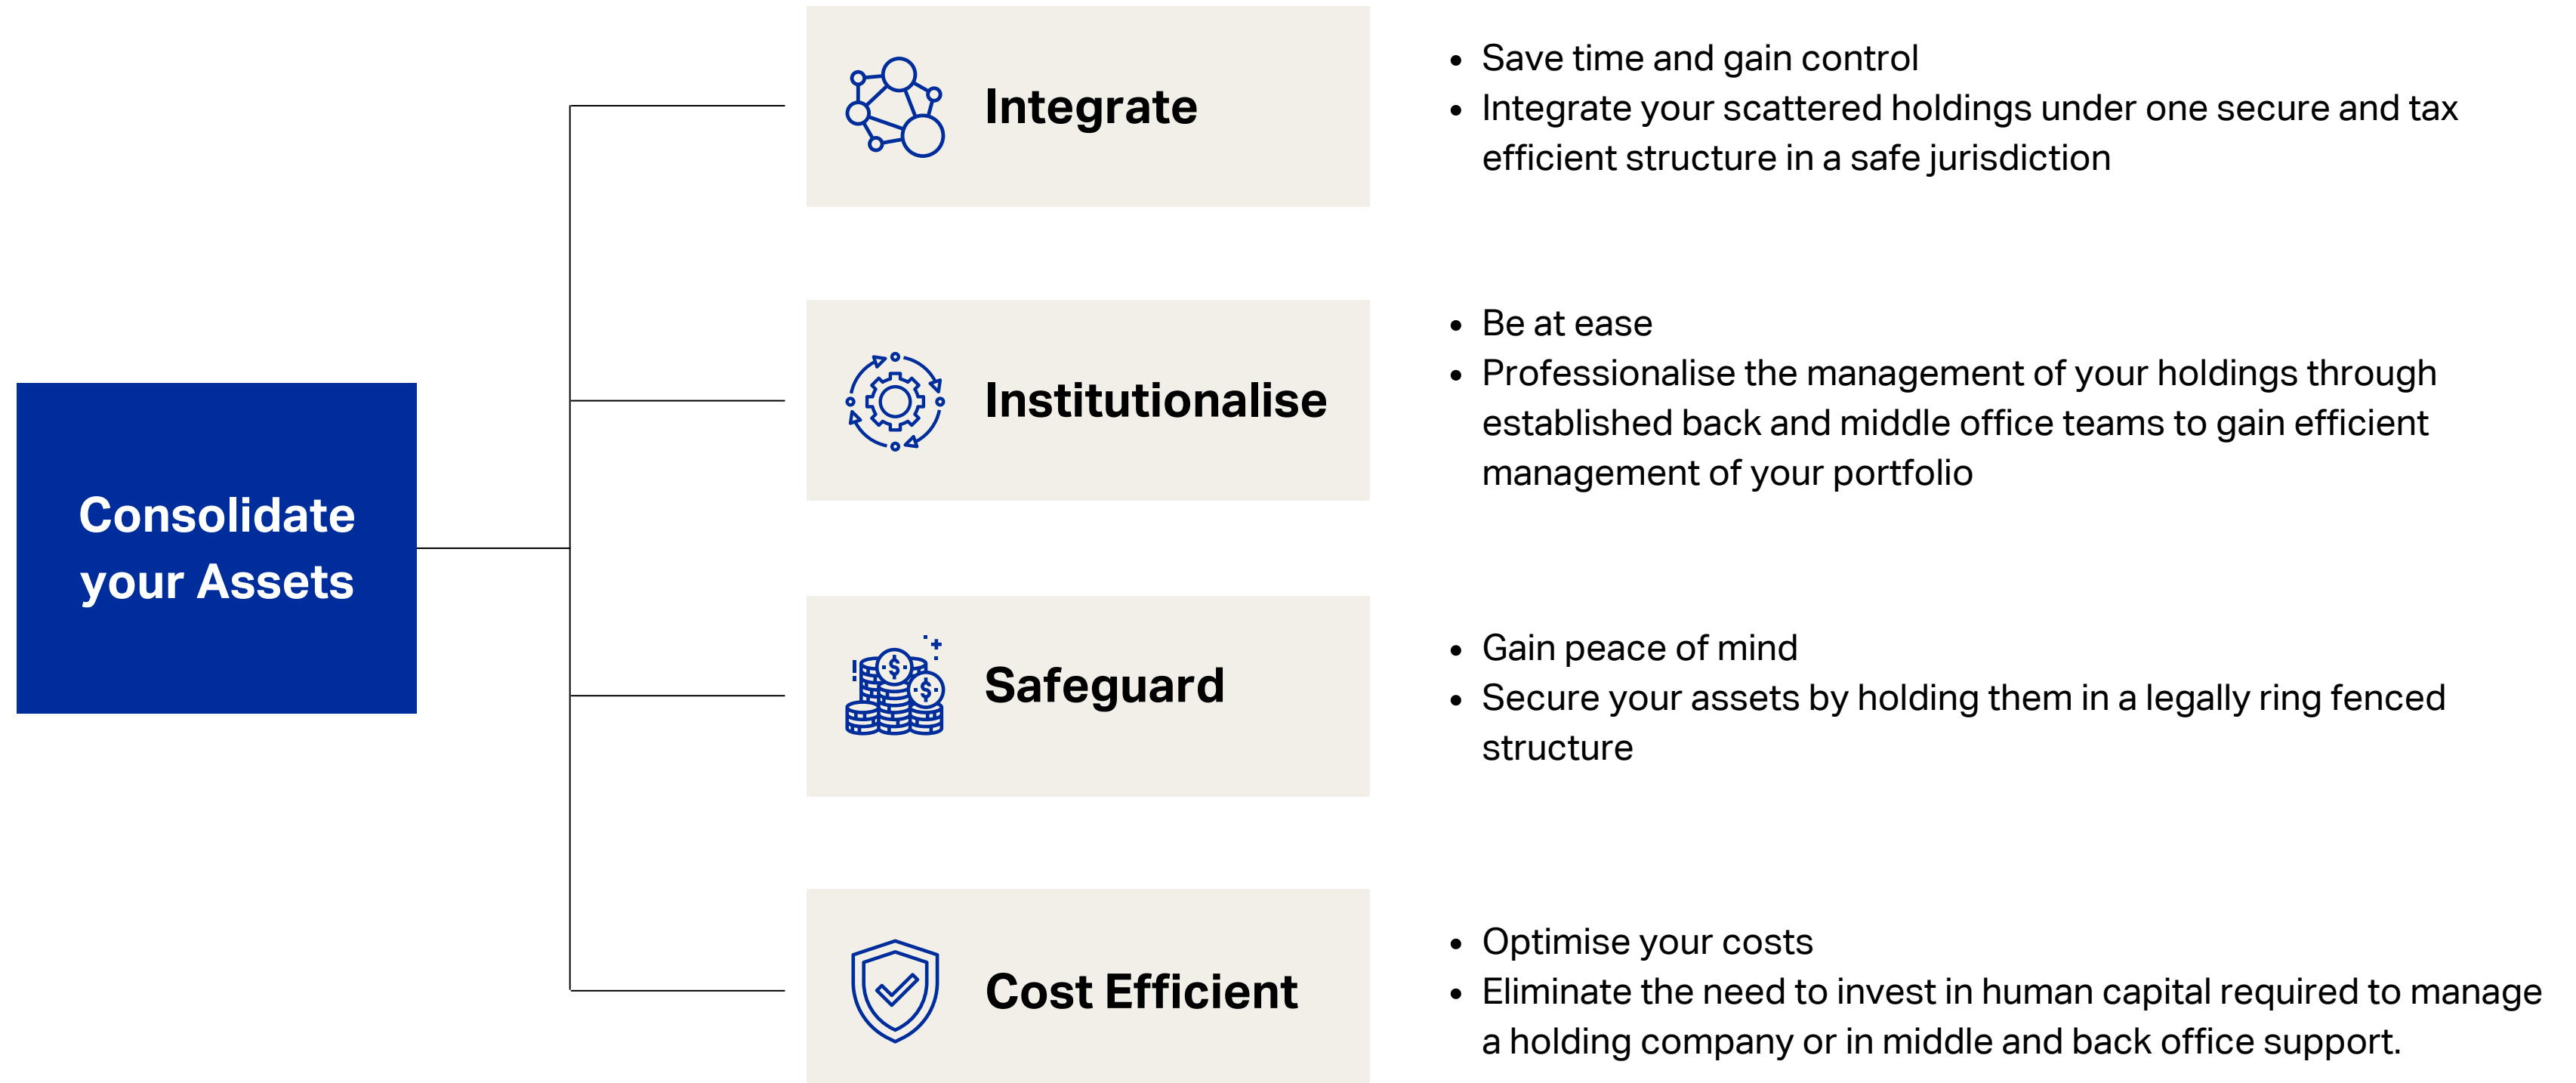 Consolidate
your Assets
Integrate
• Save time and gain control
• Integrate your scattered holdings under one secure and tax
efficient structure in a safe jurisdiction
Institutionalise
• Be at ease
• Professionalise the management of your holdings through
established back and middle office teams to gain efficient
management of your portfolio
Safeguard
• Gain peace of mind
• Secure your assets by holding them in a legally ring fenced
structure
Cost Efficient
• Optimise your costs
• Eliminate the need to invest in human capital required to manage
a holding company or in middle and back office support.